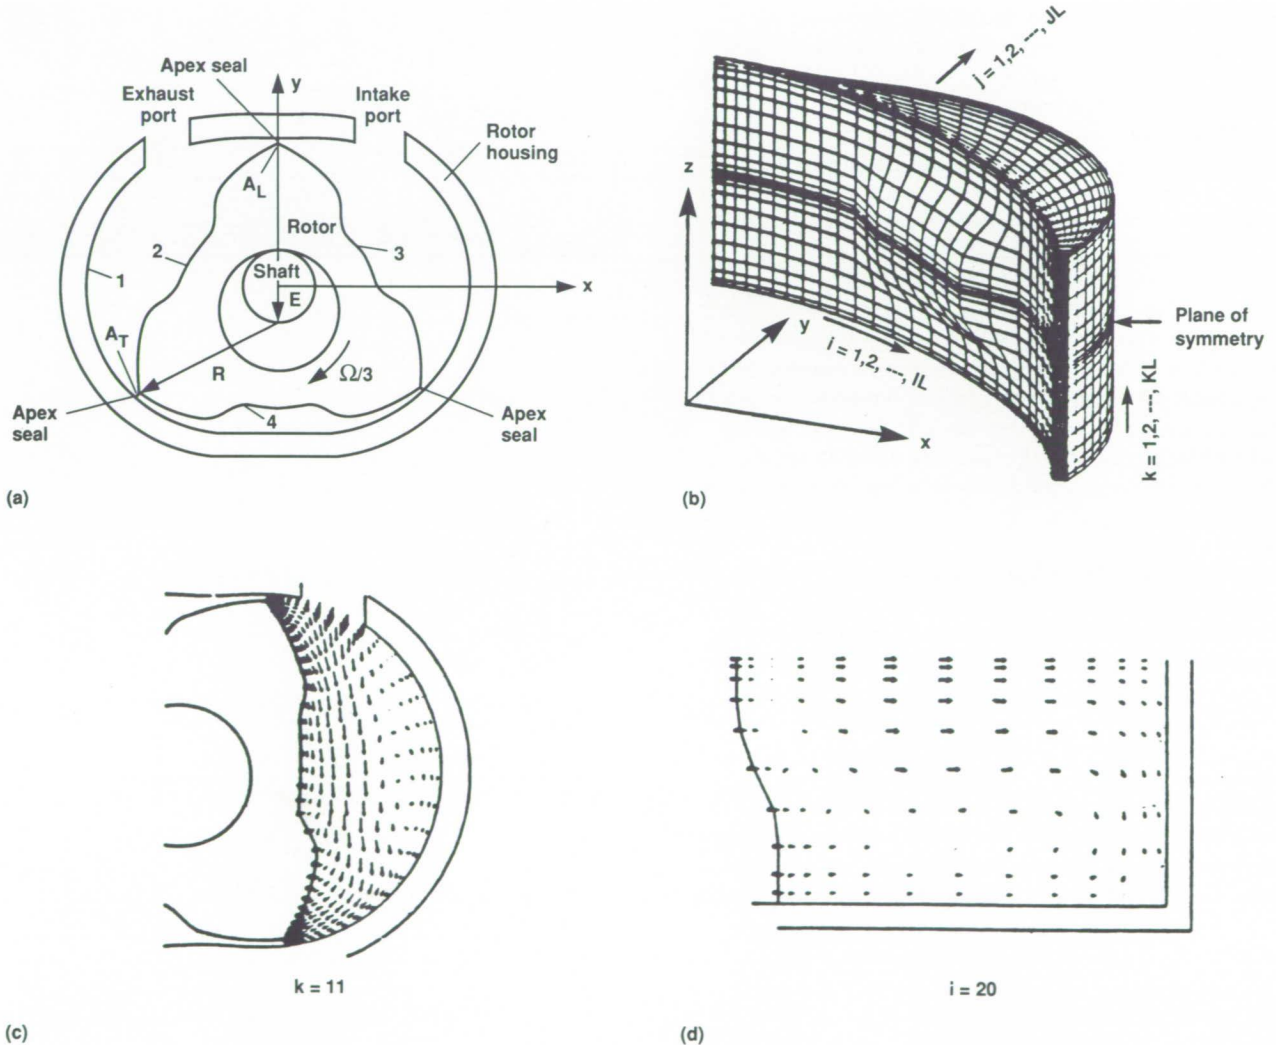 Apex seal
y
Exhaust
port
Intake
port
Rotor
housing
A_L
Rotor
2
3
1
Shaft
E
x
A_T
R
Ω/3
Apex
seal
4
Apex
seal
(a)
j = 1,2, ---, JL
z
y
i = 1,2, ---, IL
x
Plane of
symmetry
k = 1,2, ---, KL
(b)
k = 11
(c)
i = 20
(d)